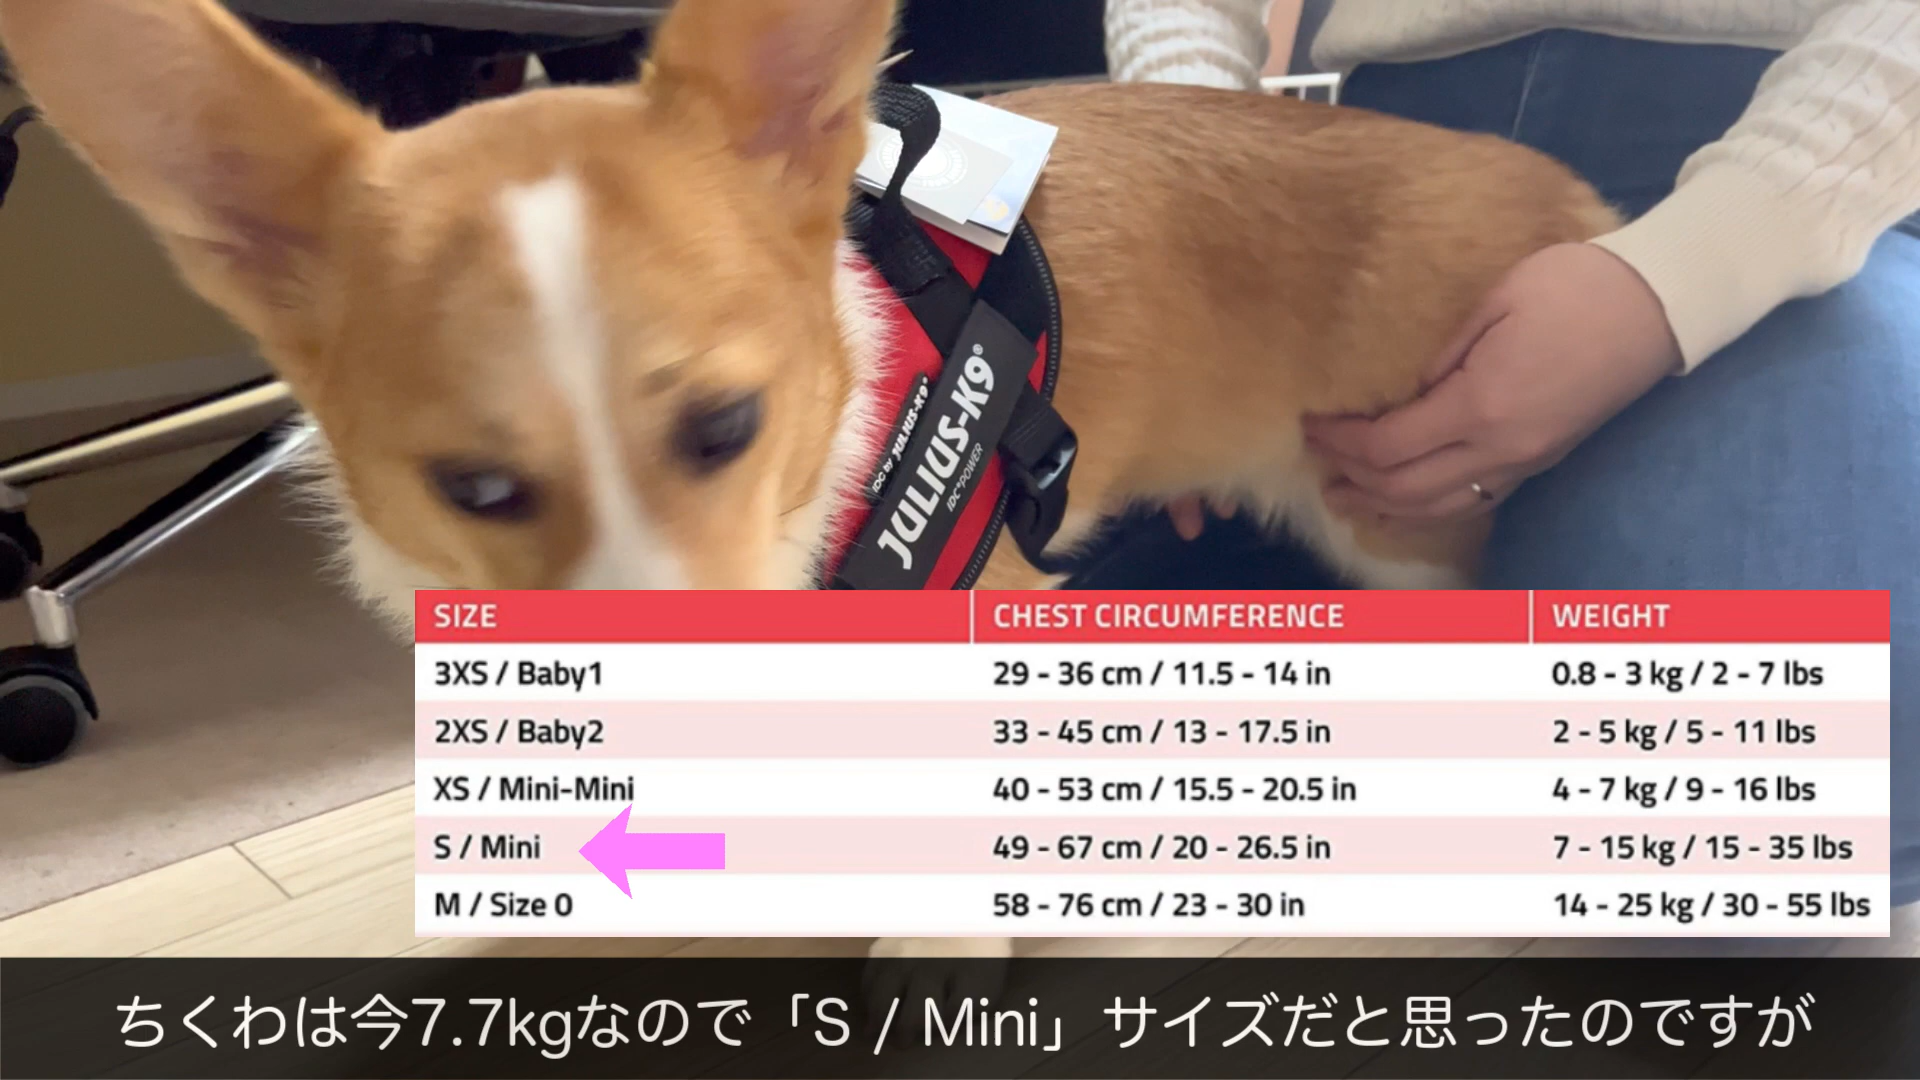 IDC by JULIUS-K9®
JULIUS-K9®
IDC®POWER
SIZE CHEST CIRCUMFERENCE WEIGHT
3XS / Baby1 29 - 36 cm / 11.5 - 14 in 0.8 - 3 kg / 2 - 7 lbs
2XS / Baby2 33 - 45 cm / 13 - 17.5 in 2 - 5 kg / 5 - 11 lbs
XS / Mini-Mini 40 - 53 cm / 15.5 - 20.5 in 4 - 7 kg / 9 - 16 lbs
S / Mini 49 - 67 cm / 20 - 26.5 in 7 - 15 kg / 15 - 35 lbs
M / Size 0 58 - 76 cm / 23 - 30 in 14 - 25 kg / 30 - 55 lbs
ちくわは今7.7kgなので「S / Mini」サイズだと思ったのですが